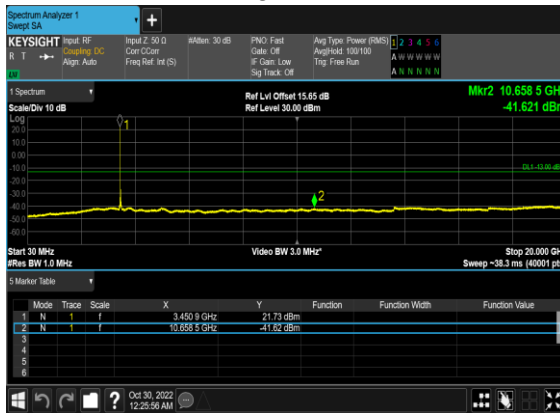 Spectrum Analyzer 1
Swept SA
+
KEYSIGHT Input: RF Input Z: 50 Ω #Atten: 30 dB PNO: Fast Avg Type: Power (RMS) 1 2 3 4 5 6
R T Coupling: DC Corr CCorr Gate: Off Avg|Hold: 100/100 A W W W W W
Align: Auto Freq Ref: Int (S) IF Gain: Low Trig: Free Run
LXI Sig Track: Off A N N N N N
1 Spectrum Ref Lvl Offset 15.65 dB Mkr2 10.658 5 GH
Scale/Div 10 dB Ref Level 30.00 dBm -41.621 dBr
Log
20.0
10.0
0.00
-10.0
-20.0
-30.0
-40.0
-50.0
-60.0
1
DL1 -13.00 dB
2
Start 30 MHz Video BW 3.0 MHz* Stop 20.000 GH
#Res BW 1.0 MHz Sweep ~38.3 ms (40001 pt
5 Marker Table
Mode Trace Scale X Y Function Function Width Function Value
1 N 1 f 3.450 9 GHz 21.73 dBm
2 N 1 f 10.658 5 GHz -41.62 dBm
3
4
5
6
? Oct 30, 2022
12:25:56 AM